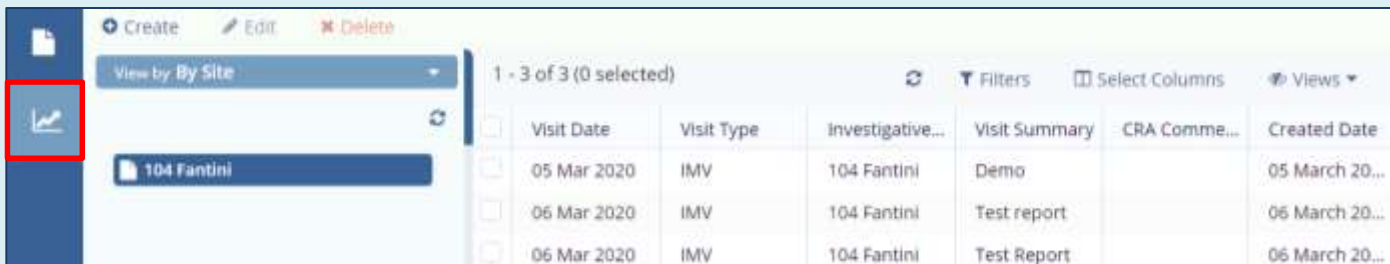 Create Edit Delete
View by By Site
1 - 3 of 3 (0 selected) Filters Select Columns Views
Visit Date Visit Type Investigative... Visit Summary CRA Comme... Created Date
104 Fantini
05 Mar 2020 IMV 104 Fantini Demo 05 March 20...
06 Mar 2020 IMV 104 Fantini Test report 06 March 20...
06 Mar 2020 IMV 104 Fantini Test Report 06 March 20...